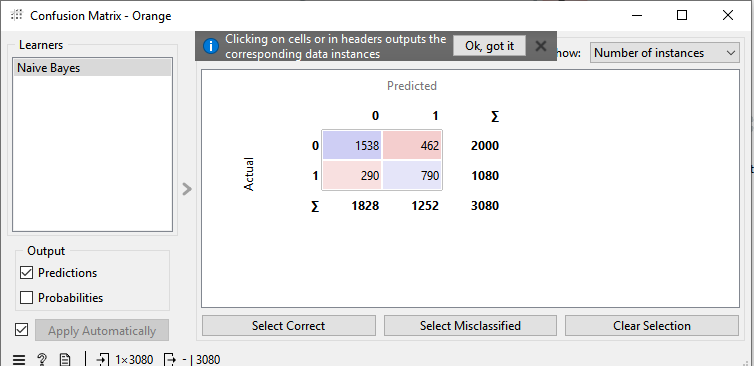 Confusion Matrix - Orange
Learners
Naive Bayes
Clicking on cells or in headers outputs the
corresponding data instances
Ok, got it
how:
Number of instances
Predicted
0 1 Σ
Actual
0 1538 462 2000
1 290 790 1080
Σ 1828 1252 3080
Output
Predictions
Probabilities
Apply Automatically
Select Correct
Select Misclassified
Clear Selection
? 1×3080 - | 3080